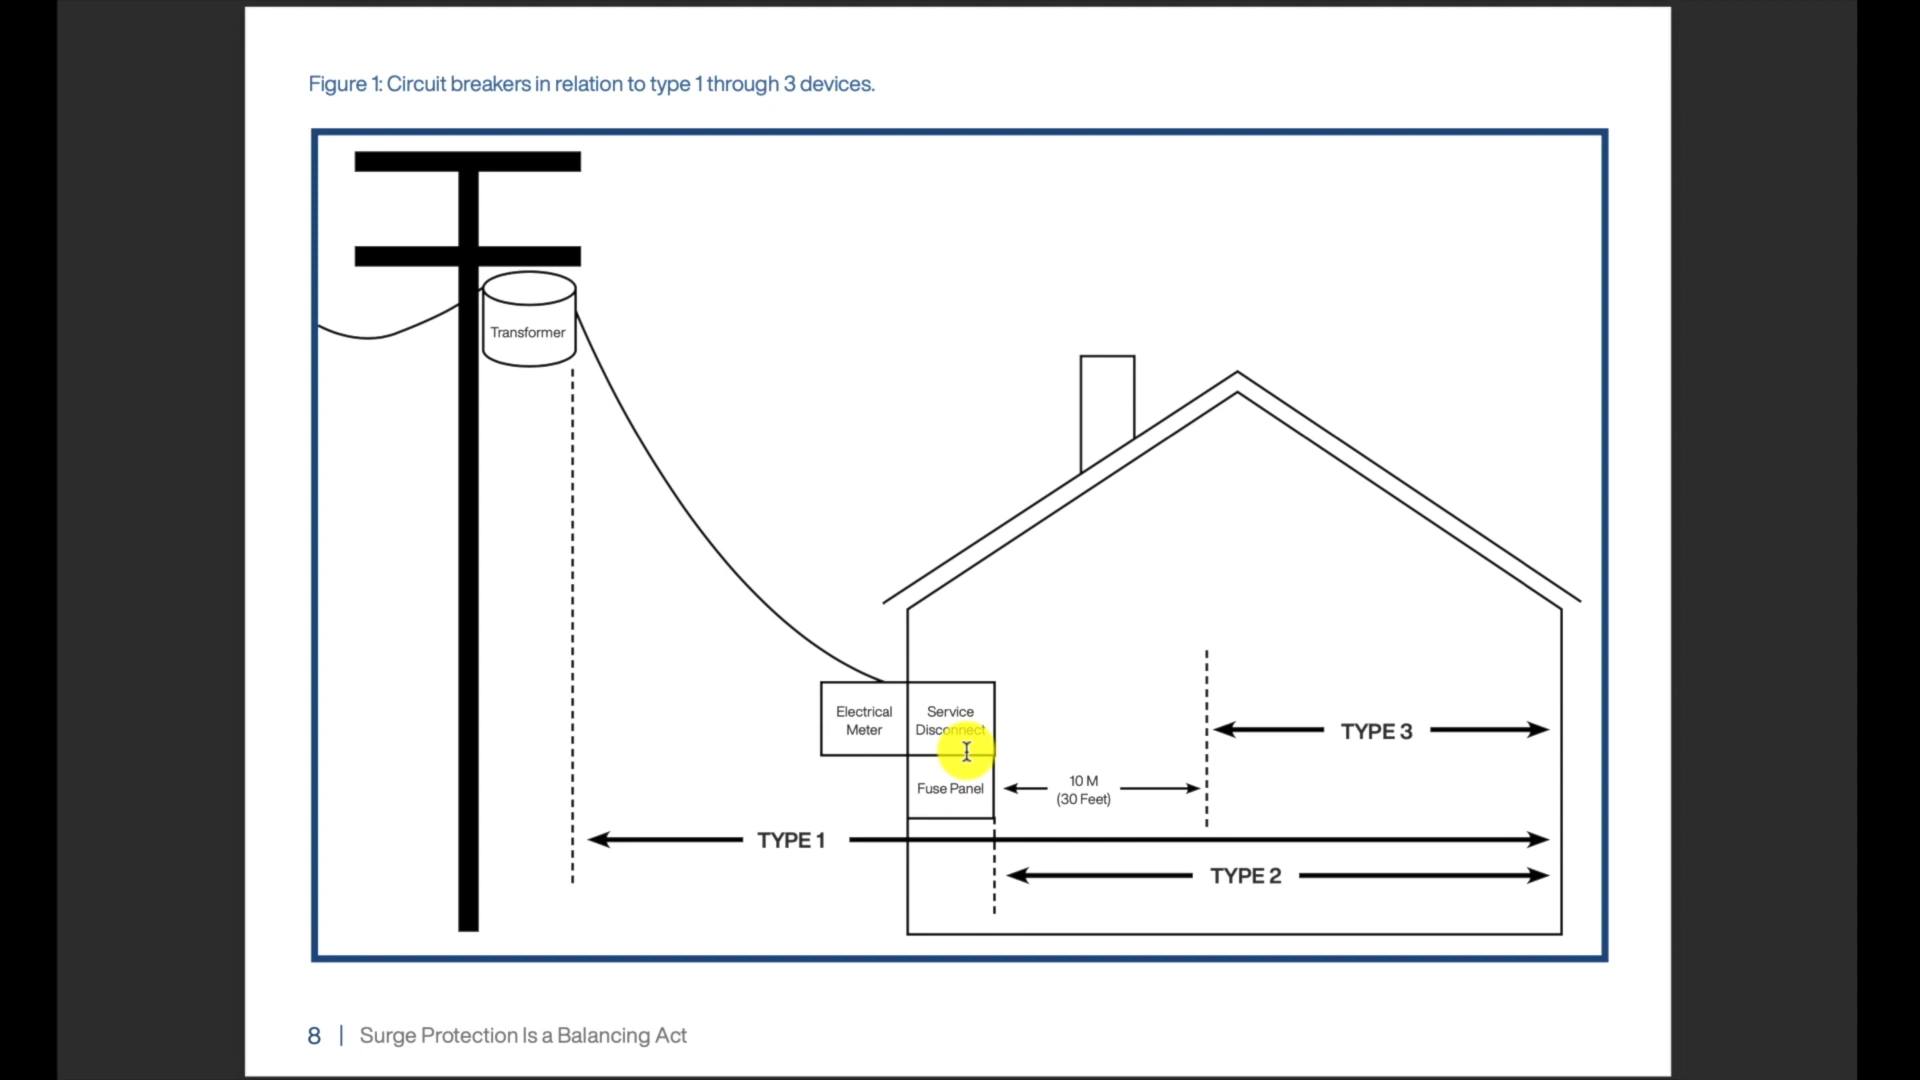 Figure 1: Circuit breakers in relation to type 1 through 3 devices.
Transformer
Electrical
Meter
Service
Disconnect
Fuse Panel
10 M
(30 Feet)
TYPE 3
TYPE 1
TYPE 2
8 | Surge Protection Is a Balancing Act